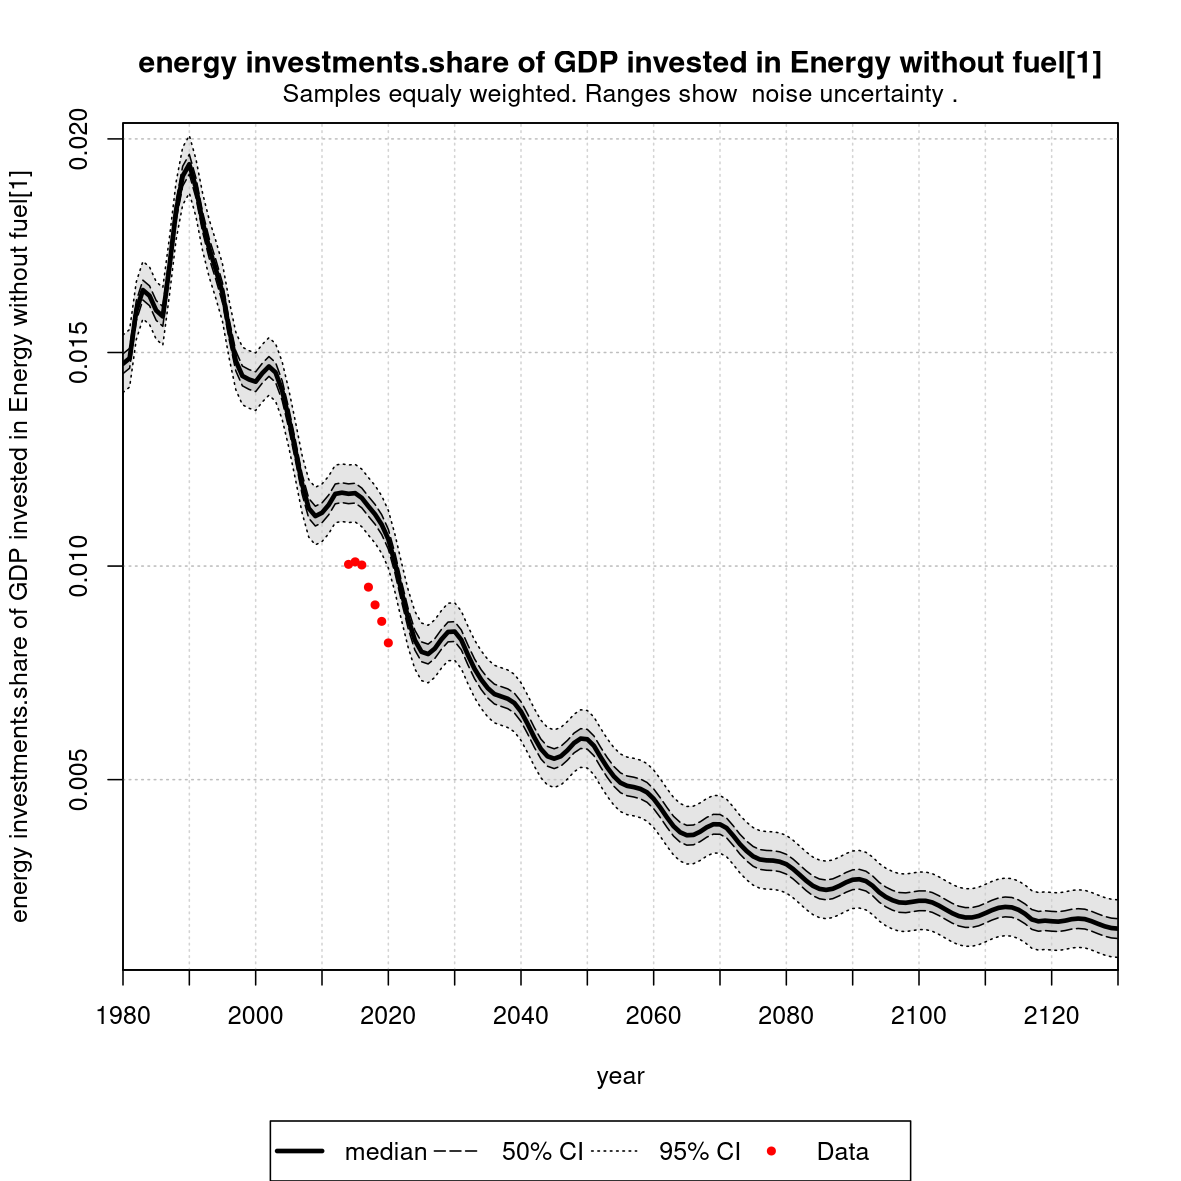 energy investments.share of GDP invested in Energy without fuel[1]
Samples equaly weighted. Ranges show  noise uncertainty .
energy investments.share of GDP invested in Energy without fuel[1]
0.020
0.015
0.010
0.005
1980 2000 2020 2040 2060 2080 2100 2120
year
median 50% CI 95% CI Data